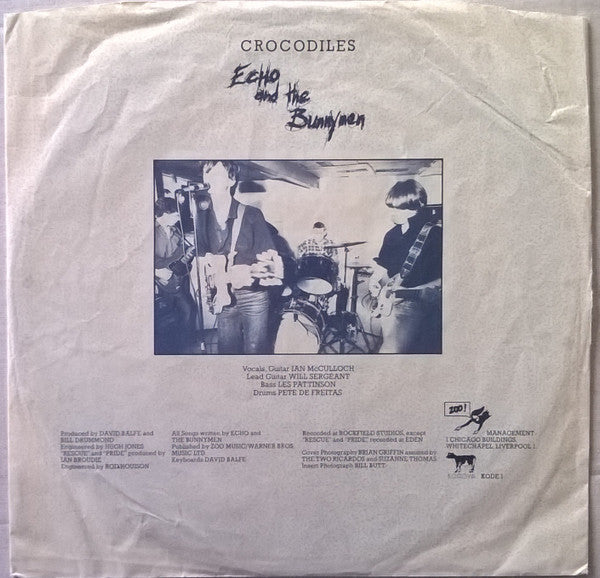 CROCODILES
Echo
and the
Bunnymen
Vocals, Guitar IAN McCULLOCH
Lead Guitar WILL SERGEANT
Bass LES PATTINSON
Drums PETE DE FREITAS
Produced by DAVID BALFE and
BILL DRUMMOND
Engineered by HUGH JONES
"RESCUE" and "PRIDE" produced by
IAN BROUDIE
Engineered by ROD HOUISON
All Songs written by ECHO and
THE BUNNYMEN
Published by ZOO MUSIC/WARNER BROS.
MUSIC LTD.
Keyboards DAVID BALFE
Recorded at ROCKFIELD STUDIOS, except
"RESCUE" and "PRIDE", recorded at EDEN
Cover Photography BRIAN GRIFFIN assisted by
THE TWO RICARDOS and SUZANNE THOMAS
Insert Photograph BILL BUTT
ZOO!
MANAGEMENT
1 CHICAGO BUILDINGS,
WHITECHAPEL, LIVERPOOL 1.
KOROVA
KODE 1